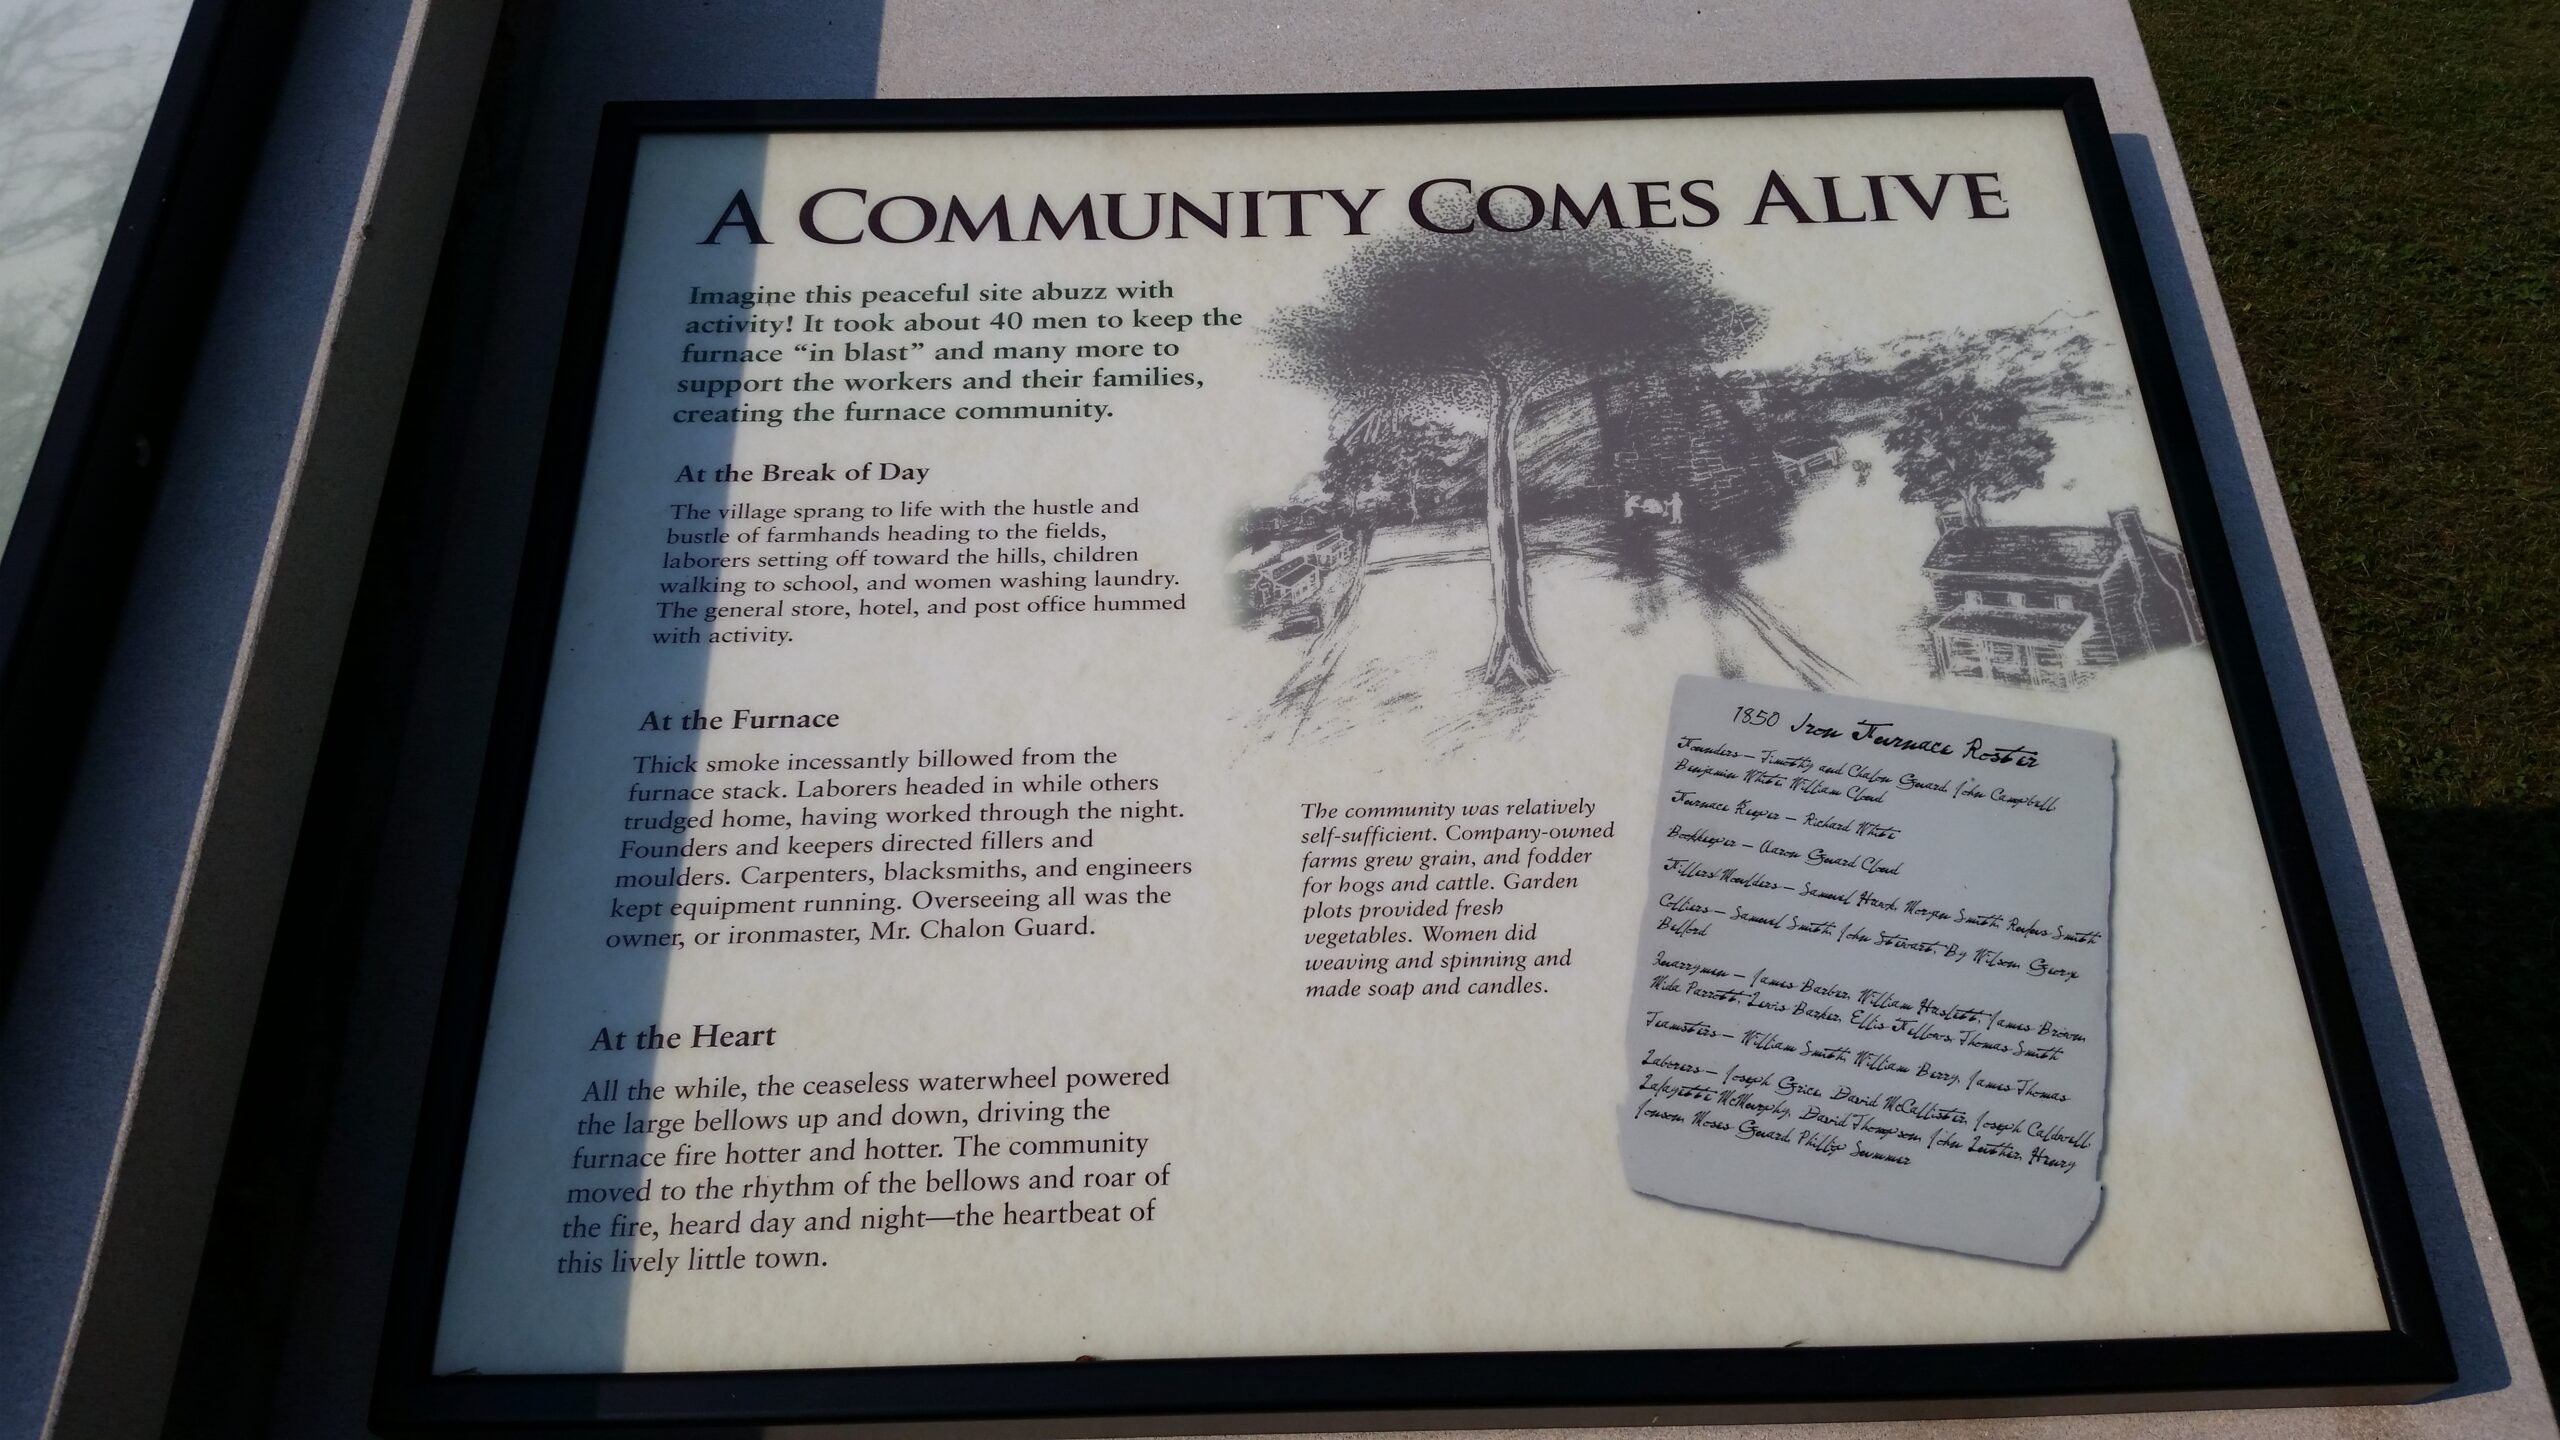 A COMMUNITY COMES ALIVE
Imagine this peaceful site abuzz with
activity! It took about 40 men to keep the
furnace “in blast” and many more to
support the workers and their families,
creating the furnace community.
At the Break of Day
The village sprang to life with the hustle and
bustle of farmhands heading to the fields,
laborers setting off toward the hills, children
walking to school, and women washing laundry.
The general store, hotel, and post office hummed
with activity.
At the Furnace
Thick smoke incessantly billowed from the
furnace stack. Laborers headed in while others
trudged home, having worked through the night.
Founders and keepers directed fillers and
moulders. Carpenters, blacksmiths, and engineers
kept equipment running. Overseeing all was the
owner, or ironmaster, Mr. Chalon Guard.
At the Heart
All the while, the ceaseless waterwheel powered
the large bellows up and down, driving the
furnace fire hotter and hotter. The community
moved to the rhythm of the bellows and roar of
the fire, heard day and night—the heartbeat of
this lively little town.
The community was relatively
self-sufficient. Company-owned
farms grew grain, and fodder
for hogs and cattle. Garden
plots provided fresh
vegetables. Women did
weaving and spinning and
made soap and candles.
1850 Iron Furnace Roster
Founders – Timothy and Chalon Guard, John Campbell,
Benjamin White, William Cloud
Furnace Keeper – Richard White
Bookkeeper – Aaron Guard Cloud
Fillers/Moulders – Samuel Hawk, Morgan Smith, Rufus Smith
Colliers – Samuel Smith, John Stewart, By Wilson, George
Belford
Quarrymen – James Barber, William Haslett, James Brown,
Mida Parrott, Lewis Barker, Ellis Fellows, Thomas Smith
Teamsters – William Smith, William Berry, James Thomas
Laborers – Joseph Grice, David McCallister, Joseph Caldwell,
Lafayette McMurphy, David Thompson, John Luther, Henry
Jonson, Moses Guard, Phillip Summer